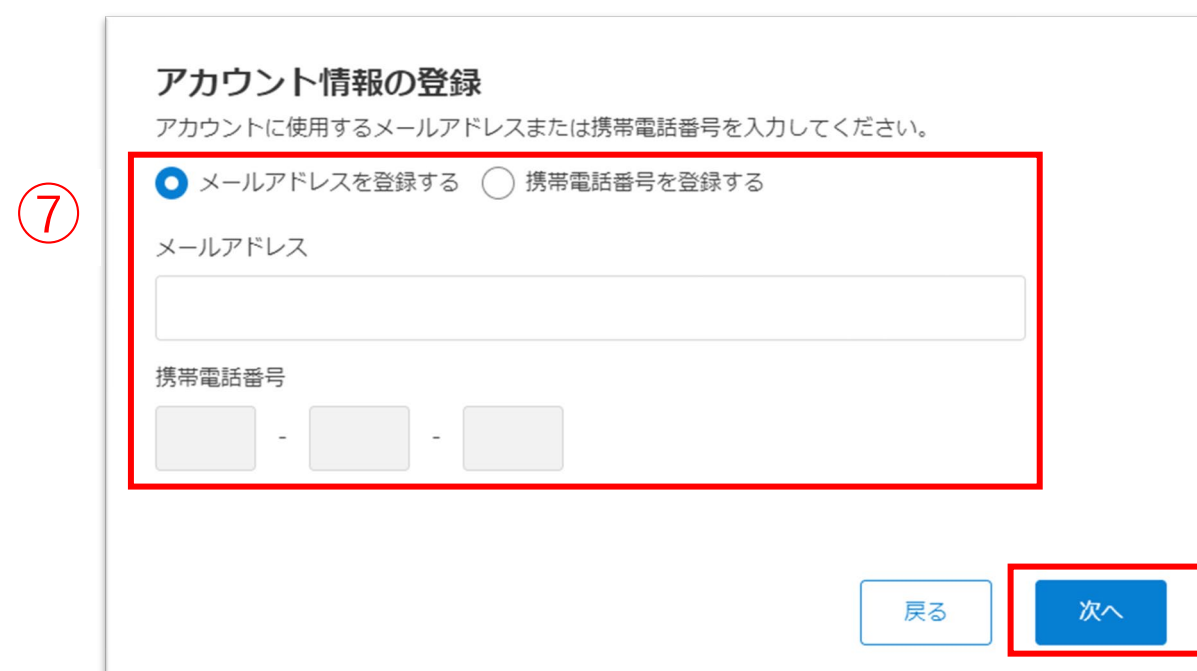 アカウント情報の登録
アカウントに使用するメールアドレスまたは携帯電話番号を入力してください。
⑦
メールアドレスを登録する 携帯電話番号を登録する
メールアドレス
携帯電話番号
- -
戻る 次へ